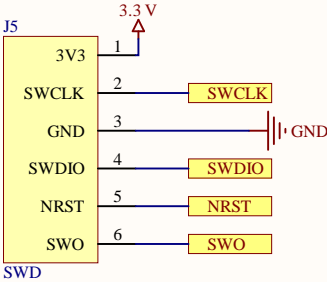 3.3 V
J5
3V3 1
SWCLK 2 SWCLK
GND 3 GND
SWDIO 4 SWDIO
NRST 5 NRST
SWO 6 SWO
SWD